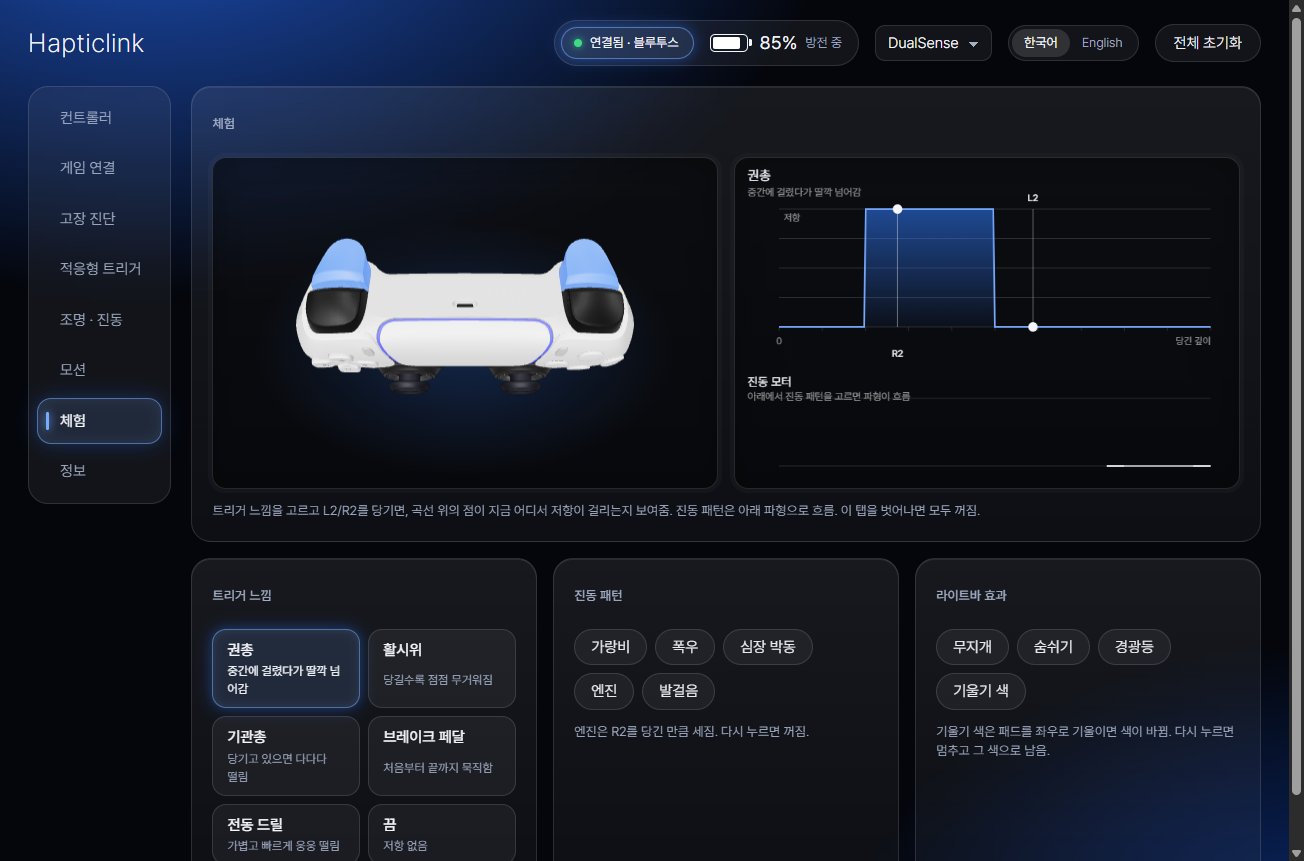 Hapticlink
연결됨 · 블루투스
85% 방전 중
DualSense
한국어
English
전체 초기화
컨트롤러
게임 연결
고장 진단
적응형 트리거
조명 · 진동
모션
체험
정보
체험
권총
중간에 걸렸다가 딸깍 넘어감
저항
L2
0
당긴 깊이
R2
진동 모터
아래에서 진동 패턴을 고르면 파형이 흐름
트리거 느낌을 고르고 L2/R2를 당기면, 곡선 위의 점이 지금 어디서 저항이 걸리는지 보여줌. 진동 패턴은 아래 파형으로 흐름. 이 탭을 벗어나면 모두 꺼짐.
트리거 느낌
권총
중간에 걸렸다가 딸깍 넘
어감
활시위
당길수록 점점 무거워짐
기관총
당기고 있으면 다다다
떨림
브레이크 페달
처음부터 끝까지 묵직함
전동 드릴
가볍고 빠르게 웅웅 떨림
끔
저항 없음
진동 패턴
가랑비
폭우
심장 박동
엔진
발걸음
엔진은 R2를 당긴 만큼 세짐. 다시 누르면 꺼짐.
라이트바 효과
무지개
숨쉬기
경광등
기울기 색
기울기 색은 패드를 좌우로 기울이면 색이 바뀜. 다시 누르면
멈추고 그 색으로 남음.